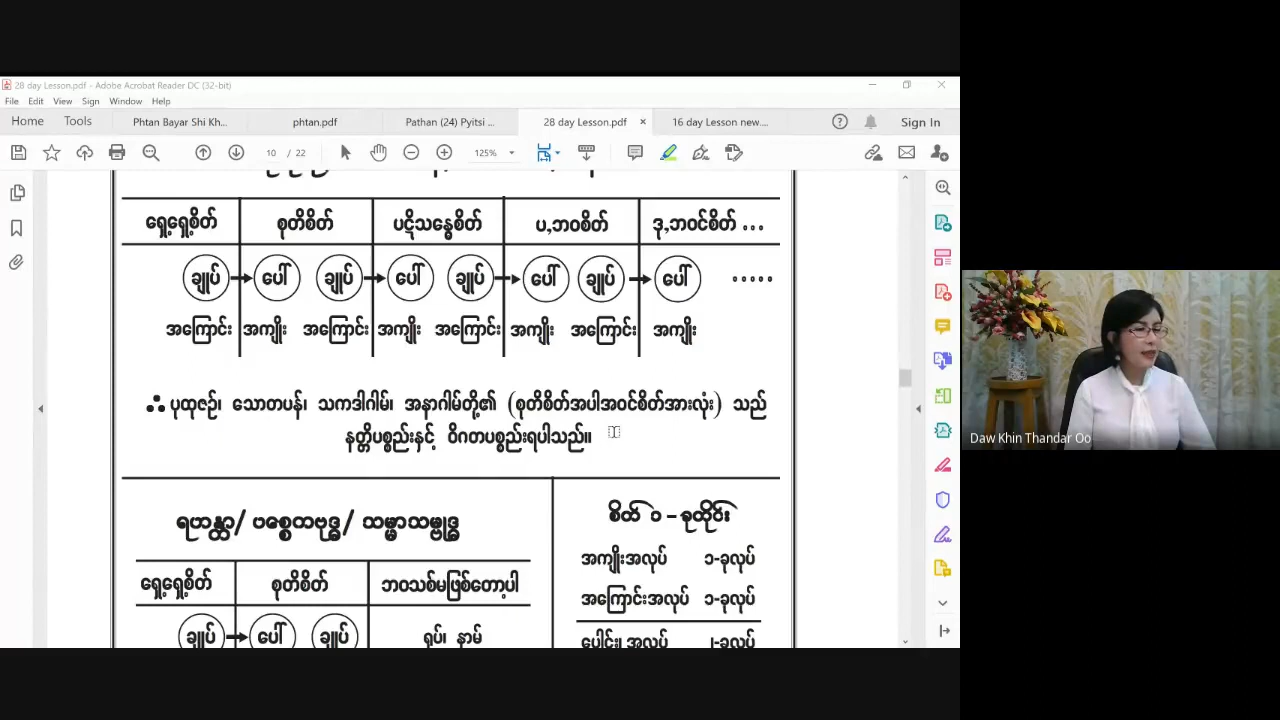 28 day Lesson.pdf - Adobe Acrobat Reader DC (32-bit)
File Edit View Sign Window Help
Home Tools Phtan Bayar Shi Kh... phtan.pdf Pathan (24) Pyitsi ... 28 day Lesson.pdf × 16 day Lesson new.... Sign In
10 / 22 125%
ရှေ့ရှေ့စိတ် စုတိစိတ် ပဋိသန္ဓေစိတ် ပ,ဘဝစိတ် ဒု,ဘဝင်စိတ် ...
ချုပ် ပေါ် ချုပ် ပေါ် ချုပ် ပေါ် ချုပ် ပေါ် .....
အကြောင်း အကျိုး အကြောင်း အကျိုး အကြောင်း အကျိုး အကြောင်း အကျိုး
ပုထုဇဉ်၊ သောတပန်၊ သကဒါဂါမ်၊ အနာဂါမ်တို့၏ (စုတိစိတ်အပါအဝင်စိတ်အားလုံး) သည်
နတ္ထိပစ္စည်းနှင့် ဝိဂတပစ္စည်းရပါသည်။
ရဟန္တာ/ ပစ္စေကဗုဒ္ဓ/ သမ္မာသမ္ဗုဒ္ဓ
ရှေ့ရှေ့စိတ် စုတိစိတ် ဘဝသစ်မဖြစ်တော့ပါ
ချုပ် ပေါ် ချုပ် ရုပ်၊ နာမ်
စိတ် ၁ - ခုတိုင်း
အကျိုးအလုပ် ၁-ခုလုပ်
အကြောင်းအလုပ် ၁-ခုလုပ်
ပေါင်း၊ အလုပ် ၂-ခုလုပ်
Daw Khin Thandar Oo